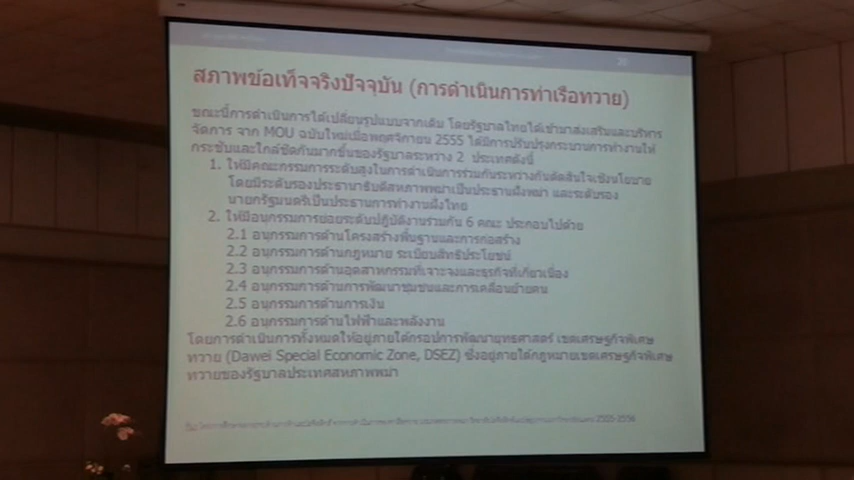 20
สภาพข้อเท็จจริงปัจจุบัน (การดำเนินการท่าเรือทวาย)
ขณะนี้การดำเนินการได้เปลี่ยนรูปแบบจากเดิม โดยรัฐบาลไทยได้เข้ามาส่งเสริมและบริหาร
จัดการ จาก MOU ฉบับใหม่เมื่อพฤศจิกายน 2555 ได้มีการปรับปรุงกระบวนการทำงานให้
กระชับและใกล้ชิดกันมากขึ้นของรัฐบาลระหว่าง 2 ประเทศดังนี้
1. ให้มีคณะกรรมการระดับสูงในการดำเนินการร่วมกันระหว่างกันตัดสินใจเชิงนโยบาย
โดยมีระดับรองประธานาธิบดีสหภาพพม่าเป็นประธานฝั่งพม่า และระดับรอง
นายกรัฐมนตรีเป็นประธานการทำงานฝั่งไทย
2. ให้มีอนุกรรมการย่อยระดับปฏิบัติงานร่วมกัน 6 คณะ ประกอบไปด้วย
2.1 อนุกรรมการด้านโครงสร้างพื้นฐานและการก่อสร้าง
2.2 อนุกรรมการด้านกฎหมาย ระเบียบสิทธิประโยชน์
2.3 อนุกรรมการด้านอุตสาหกรรมที่เจาะจงและธุรกิจที่เกี่ยวเนื่อง
2.4 อนุกรรมการด้านการพัฒนาชุมชนและการเคลื่อนย้ายคน
2.5 อนุกรรมการด้านการเงิน
2.6 อนุกรรมการด้านไฟฟ้าและพลังงาน
โดยการดำเนินการทั้งหมดให้อยู่ภายใต้กรอบการพัฒนายุทธศาสตร์ เขตเศรษฐกิจพิเศษ
ทวาย (Dawei Special Economic Zone, DSEZ) ซึ่งอยู่ภายใต้กฎหมายเขตเศรษฐกิจพิเศษ
ทวายของรัฐบาลประเทศสหภาพพม่า